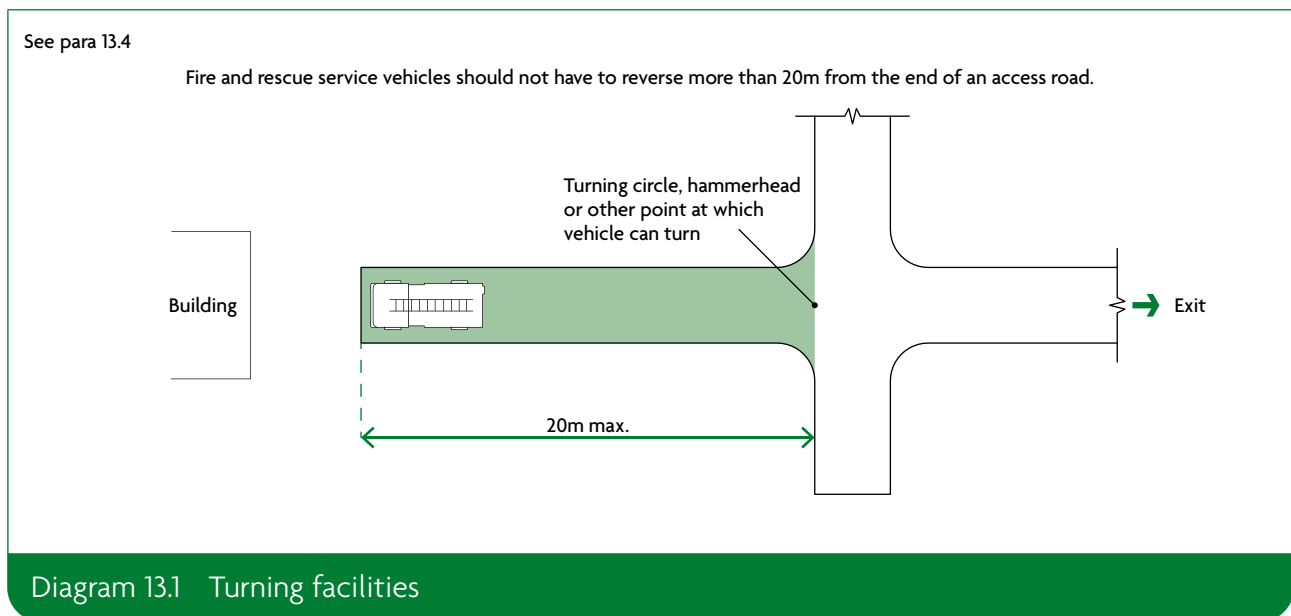 See para 13.4
Fire and rescue service vehicles should not have to reverse more than 20m from the end of an access road.
Turning circle, hammerhead
or other point at which
vehicle can turn
Building
Exit
20m max.
Diagram 13.1 Turning facilities